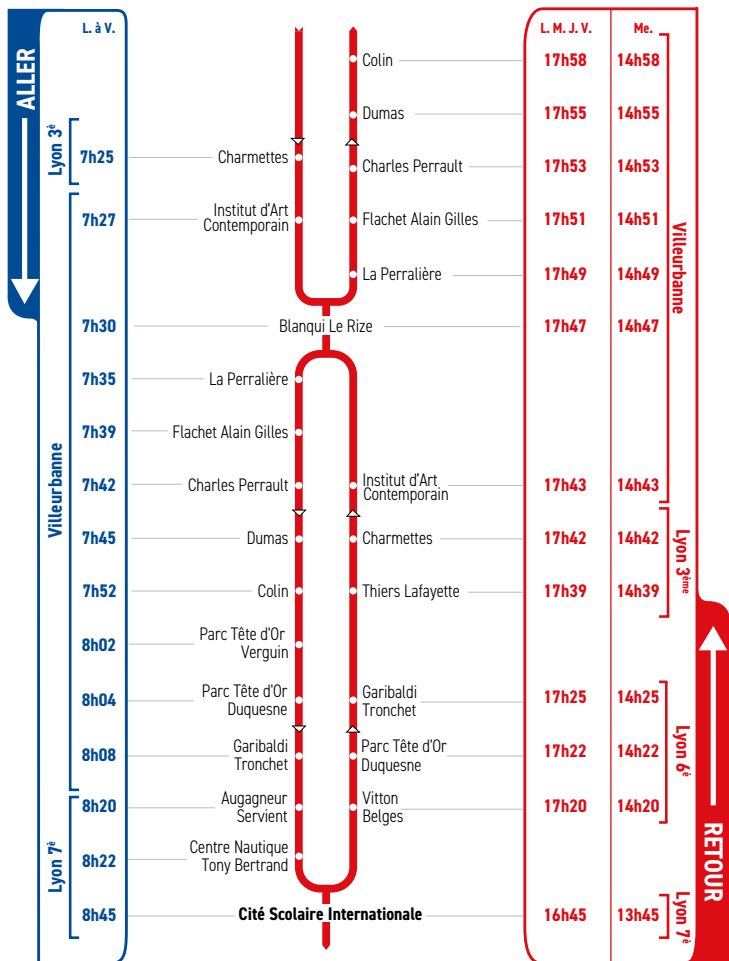 ALLER
L. à V.
L. M. J. V.
Me.
Colin
17h58
14h58
Dumas
17h55
14h55
Lyon 3è
7h25
Charmettes
Charles Perrault
17h53
14h53
7h27
Institut d'Art
Contemporain
Flachet Alain Gilles
17h51
14h51
Villeurbanne
La Perralière
17h49
14h49
7h30
Blanqui Le Rize
17h47
14h47
7h35
La Perralière
7h39
Flachet Alain Gilles
Villeurbanne
7h42
Charles Perrault
Institut d'Art
Contemporain
17h43
14h43
7h45
Dumas
Charmettes
17h42
14h42
Lyon 3ème
7h52
Colin
Thiers Lafayette
17h39
14h39
8h02
Parc Tête d'Or
Verguin
8h04
Parc Tête d'Or
Duquesne
Garibaldi
Tronchet
17h25
14h25
Lyon 6è
8h08
Garibaldi
Tronchet
Parc Tête d'Or
Duquesne
17h22
14h22
8h20
Augagneur
Servient
Vitton
Belges
17h20
14h20
Lyon 7è
8h22
Centre Nautique
Tony Bertrand
RETOUR
8h45
Cité Scolaire Internationale
16h45
13h45
Lyon 7è